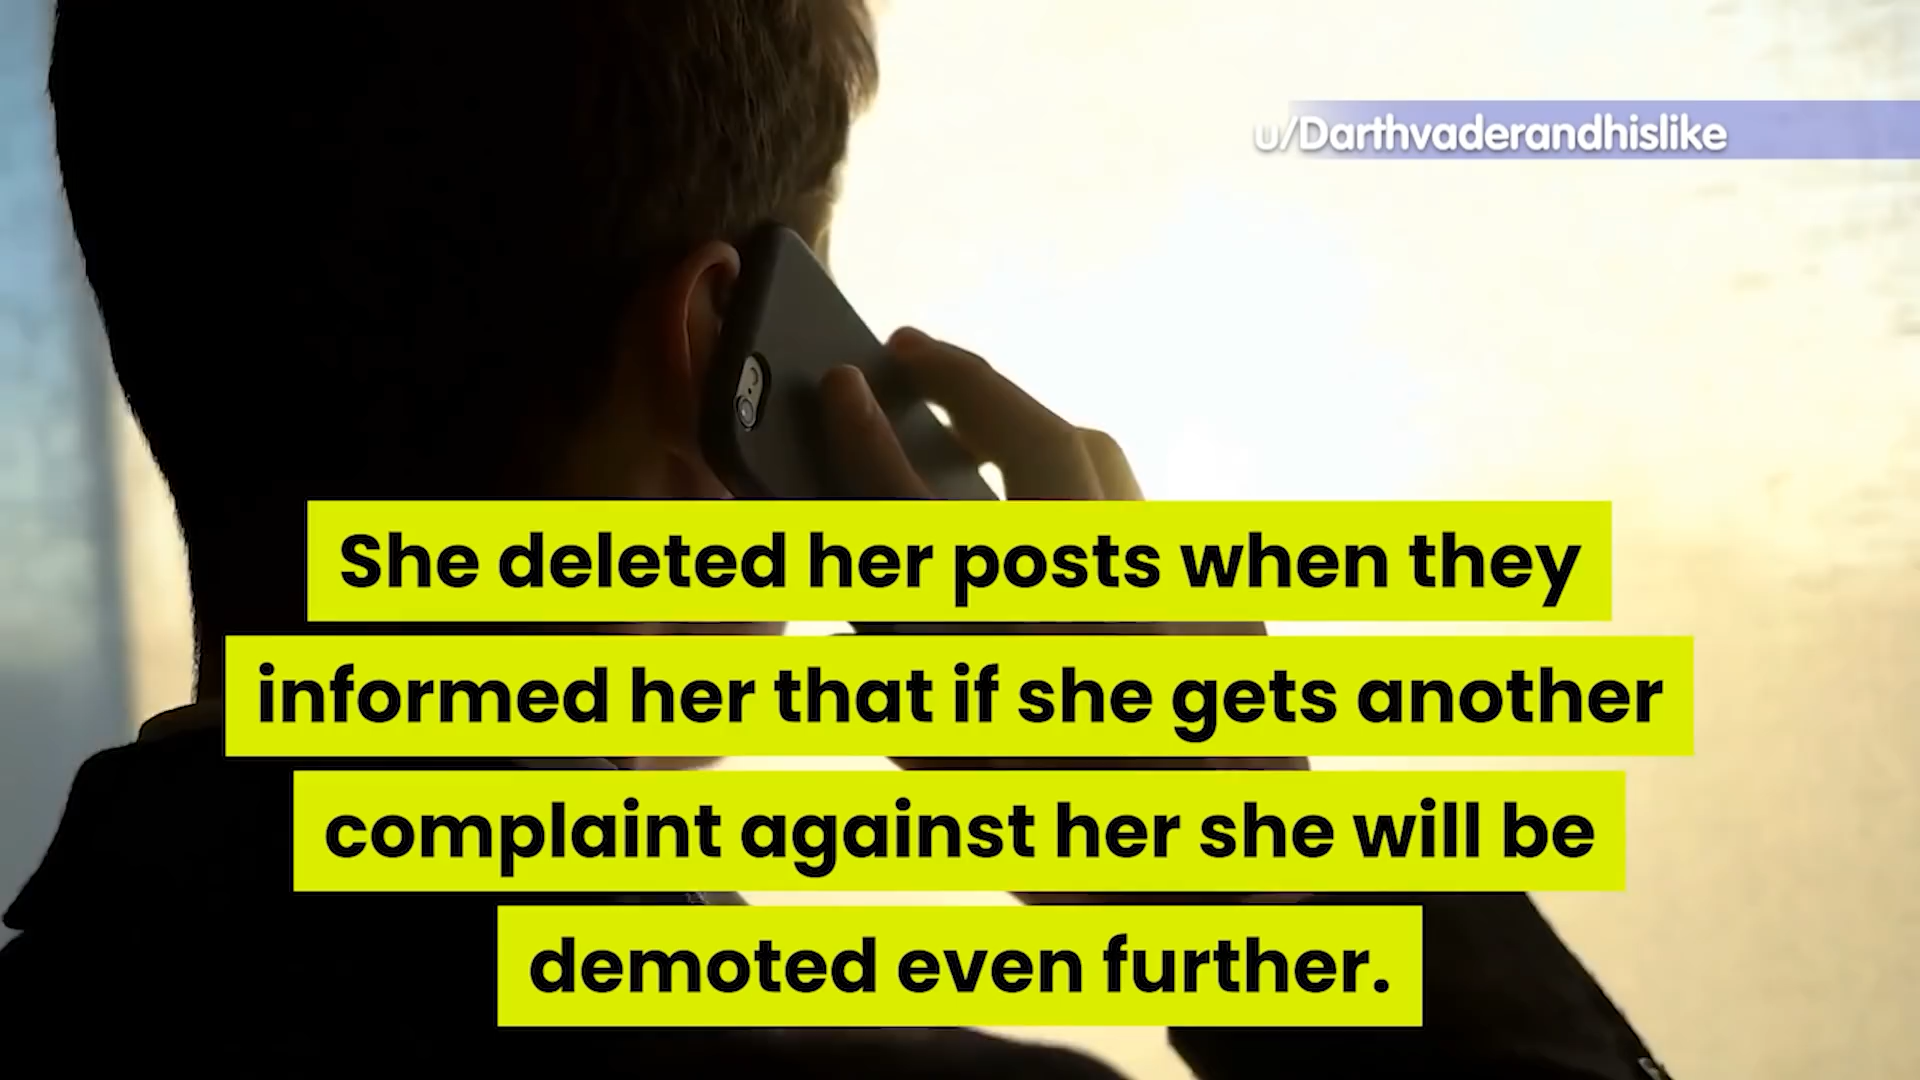 u/Darthvaderandhislike
She deleted her posts when they
informed her that if she gets another
complaint against her she will be
demoted even further.